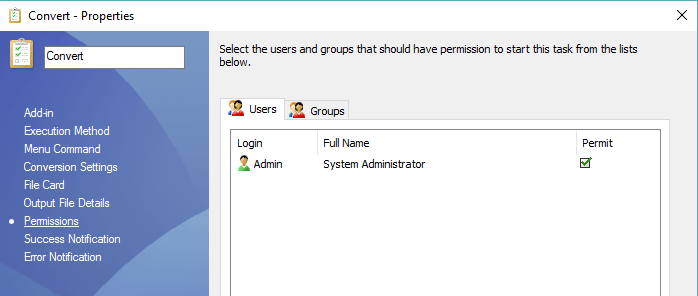 Convert - Properties
Convert
Select the users and groups that should have permission to start this task from the lists
below.
Add-in
Execution Method
Menu Command
Conversion Settings
File Card
Output File Details
Permissions
Success Notification
Error Notification
Users Groups
Login Full Name Permit
Admin System Administrator